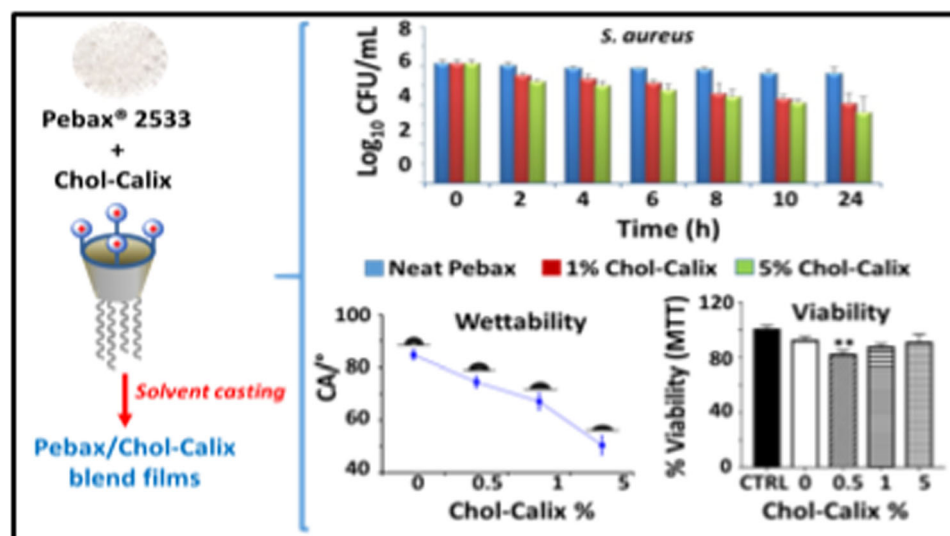 Pebax® 2533
+
Chol-Calix
Solvent casting
Pebax/Chol-Calix
blend films
S. aureus
Log10 CFU/mL
8
6
4
2
0
0 2 4 6 8 10 24
Time (h)
Neat Pebax 1% Chol-Calix 5% Chol-Calix
Wettability
CA/°
100
80
60
40
0 0.5 1 5
Chol-Calix %
Viability
% Viability (MTT)
120
80
40
0
**
CTRL 0 0.5 1 5
Chol-Calix %